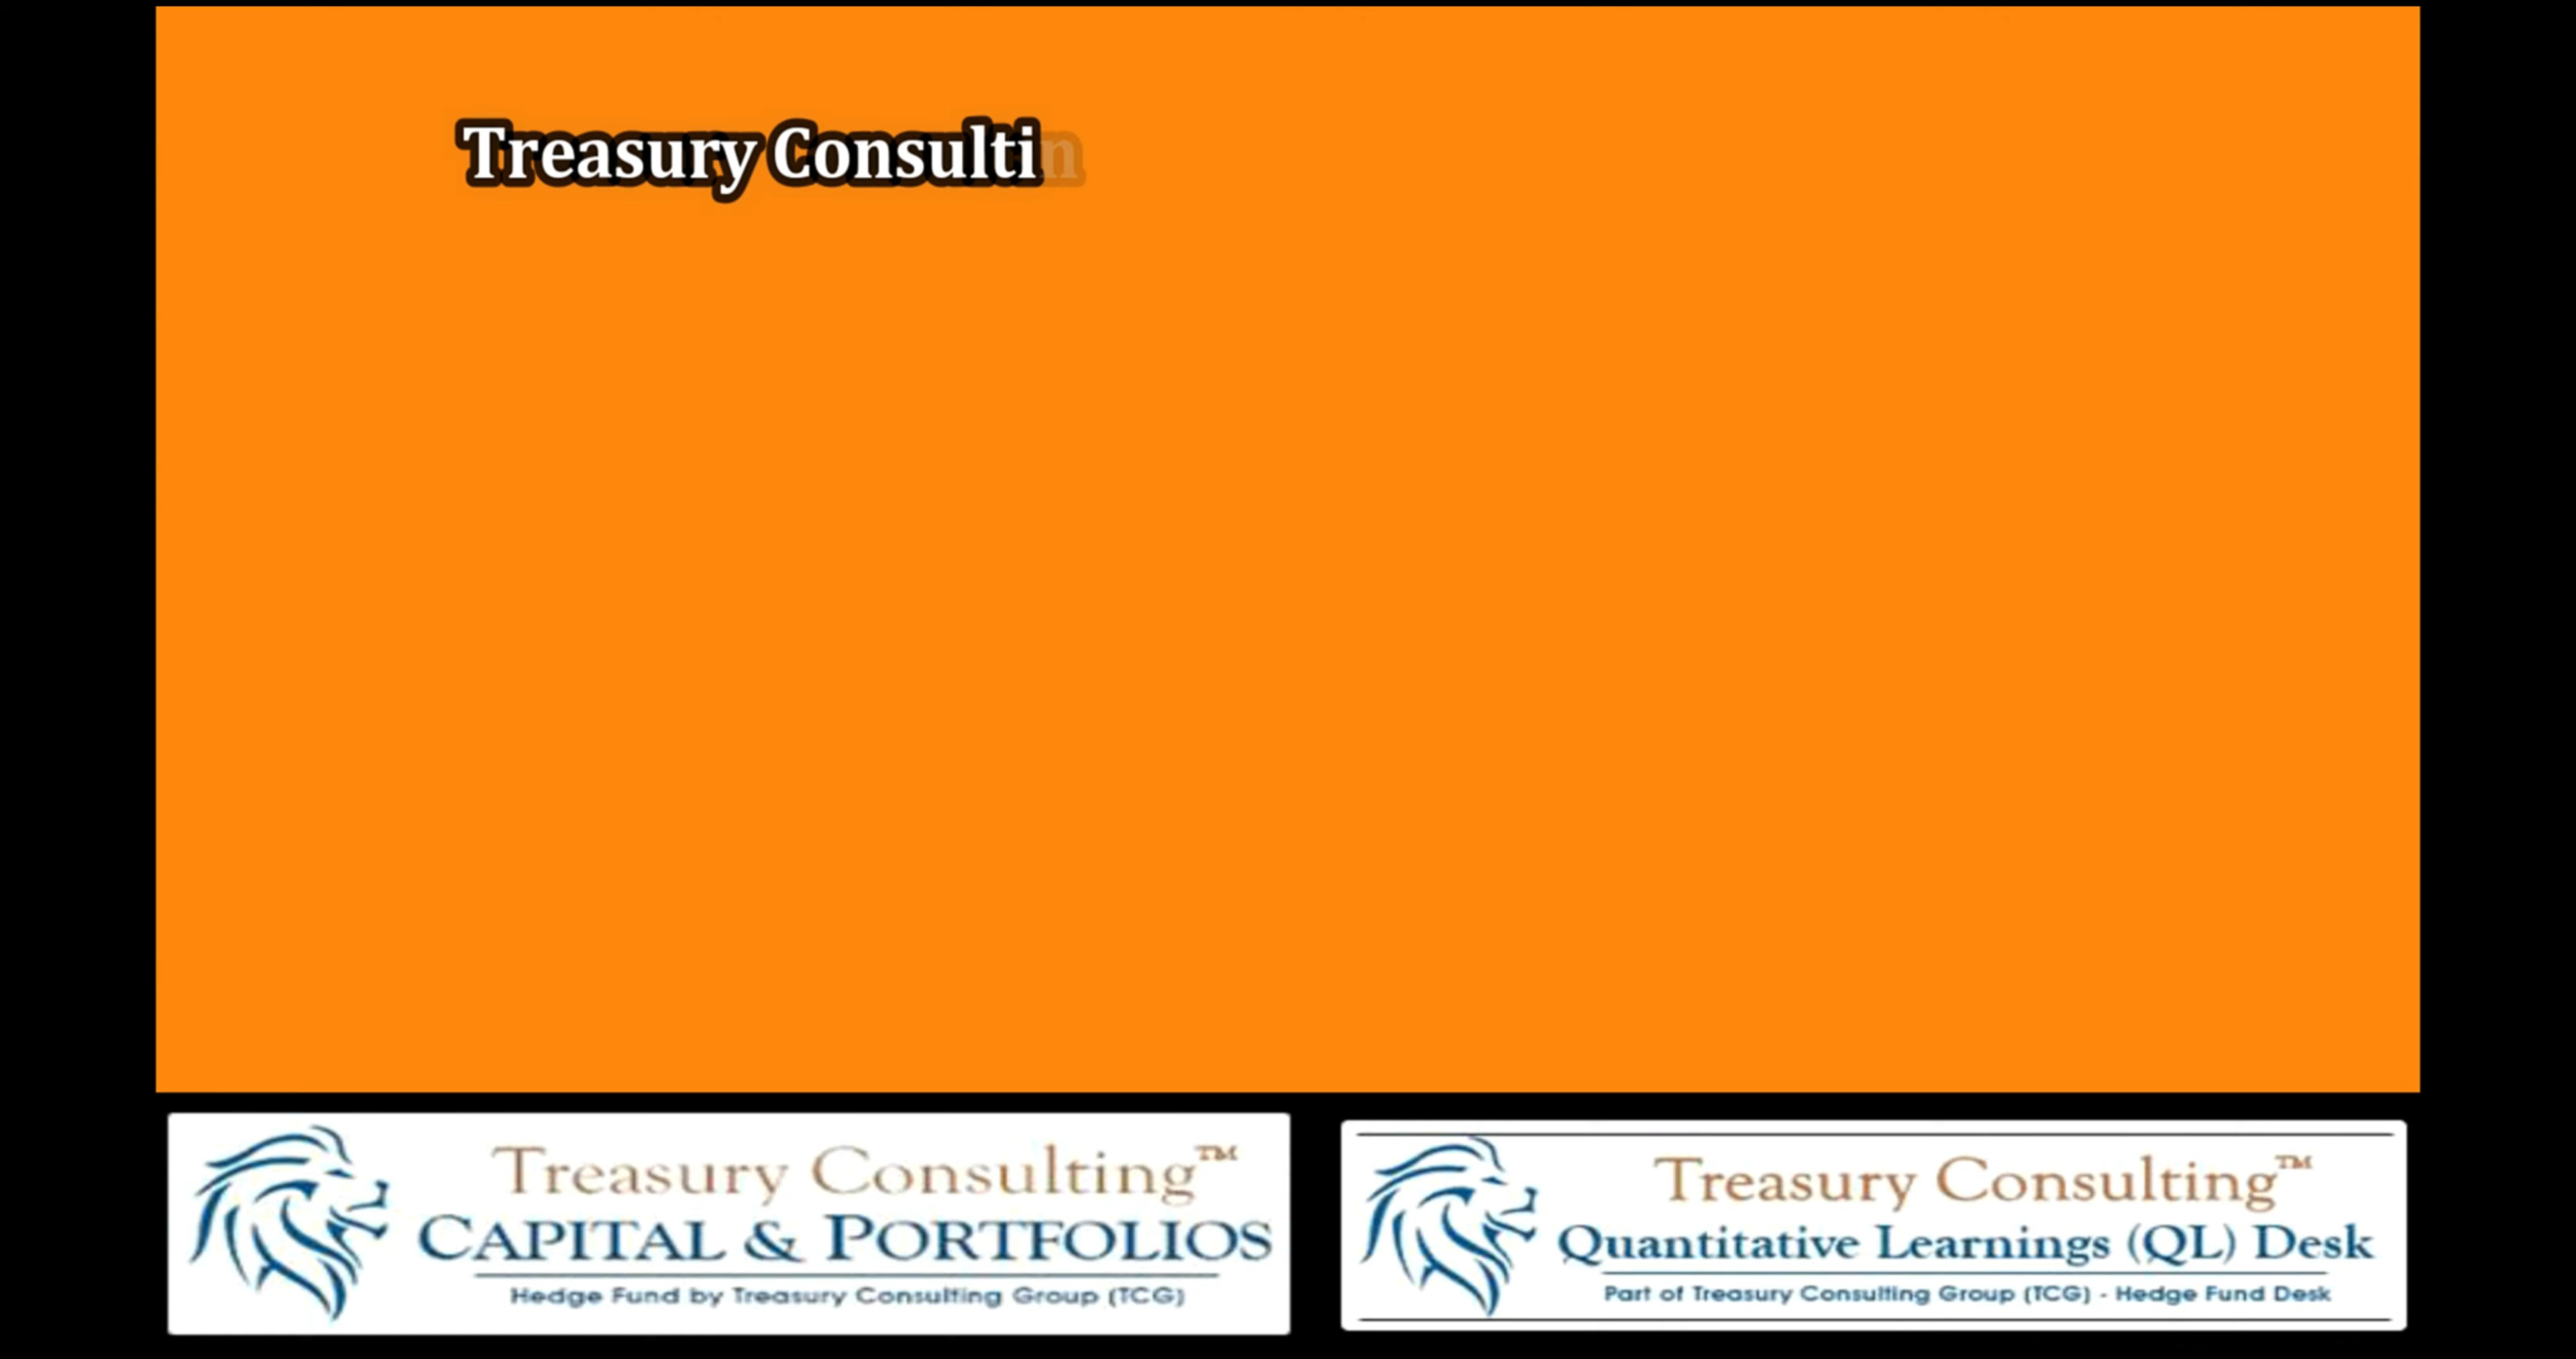 Treasury Consultin
Treasury Consulting™
CAPITAL & PORTFOLIOS
Hedge Fund by Treasury Consulting Group (TCG)
Treasury Consulting™
Quantitative Learnings (QL) Desk
Part of Treasury Consulting Group (TCG) - Hedge Fund Desk